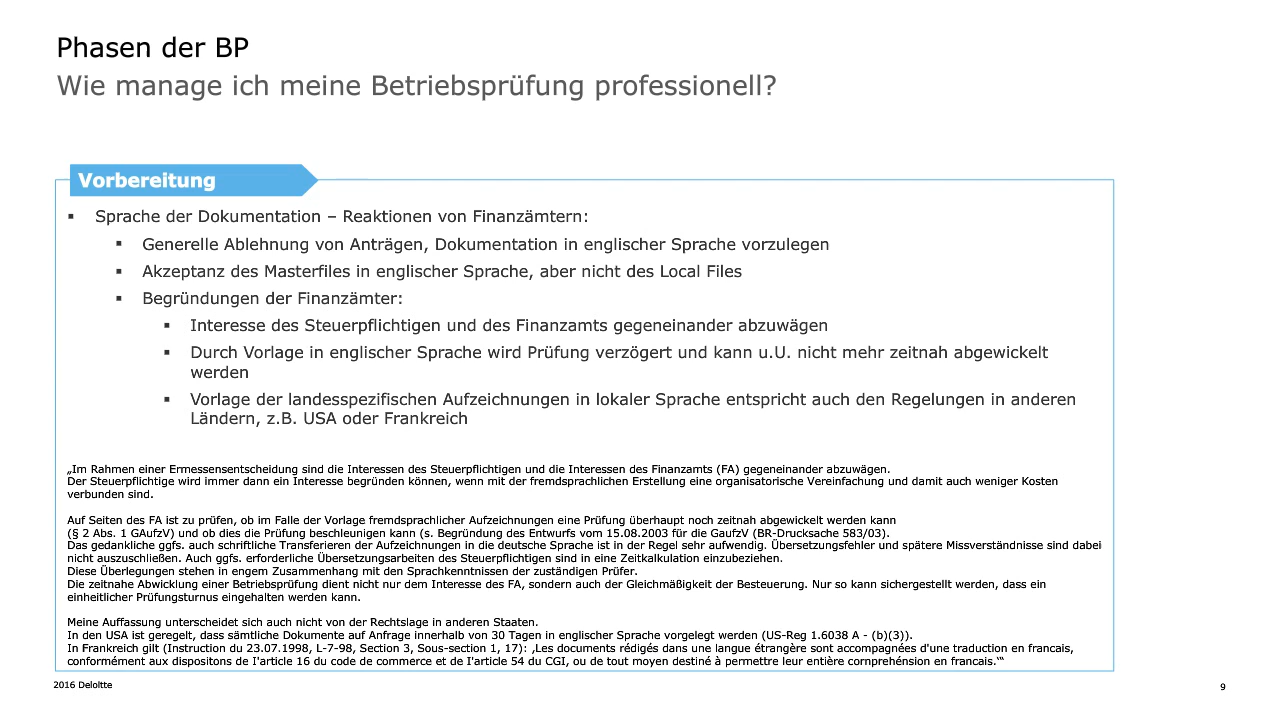 Phasen der BP
Wie manage ich meine Betriebsprüfung professionell?
Vorbereitung
▪ Sprache der Dokumentation – Reaktionen von Finanzämtern:
▪ Generelle Ablehnung von Anträgen, Dokumentation in englischer Sprache vorzulegen
▪ Akzeptanz des Masterfiles in englischer Sprache, aber nicht des Local Files
▪ Begründungen der Finanzämter:
▪ Interesse des Steuerpflichtigen und des Finanzamts gegeneinander abzuwägen
▪ Durch Vorlage in englischer Sprache wird Prüfung verzögert und kann u.U. nicht mehr zeitnah abgewickelt
werden
▪ Vorlage der landesspezifischen Aufzeichnungen in lokaler Sprache entspricht auch den Regelungen in anderen
Ländern, z.B. USA oder Frankreich
„Im Rahmen einer Ermessensentscheidung sind die Interessen des Steuerpflichtigen und die Interessen des Finanzamts (FA) gegeneinander abzuwägen.
Der Steuerpflichtige wird immer dann ein Interesse begründen können, wenn mit der fremdsprachlichen Erstellung eine organisatorische Vereinfachung und damit auch weniger Kosten
verbunden sind.
Auf Seiten des FA ist zu prüfen, ob im Falle der Vorlage fremdsprachlicher Aufzeichnungen eine Prüfung überhaupt noch zeitnah abgewickelt werden kann
(§ 2 Abs. 1 GAufzV) und ob dies die Prüfung beschleunigen kann (s. Begründung des Entwurfs vom 15.08.2003 für die GaufzV (BR-Drucksache 583/03).
Das gedankliche ggfs. auch schriftliche Transferieren der Aufzeichnungen in die deutsche Sprache ist in der Regel sehr aufwendig. Übersetzungsfehler und spätere Missverständnisse sind dabei
nicht auszuschließen. Auch ggfs. erforderliche Übersetzungsarbeiten des Steuerpflichtigen sind in eine Zeitkalkulation einzubeziehen.
Diese Überlegungen stehen in engem Zusammenhang mit den Sprachkenntnissen der zuständigen Prüfer.
Die zeitnahe Abwicklung einer Betriebsprüfung dient nicht nur dem Interesse des FA, sondern auch der Gleichmäßigkeit der Besteuerung. Nur so kann sichergestellt werden, dass ein
einheitlicher Prüfungsturnus eingehalten werden kann.
Meine Auffassung unterscheidet sich auch nicht von der Rechtslage in anderen Staaten.
In den USA ist geregelt, dass sämtliche Dokumente auf Anfrage innerhalb von 30 Tagen in englischer Sprache vorgelegt werden (US-Reg 1.6038 A - (b)(3)).
In Frankreich gilt (Instruction du 23.07.1998, L-7-98, Section 3, Sous-section 1, 17): ‚Les documents rédigés dans une langue étrangère sont accompagnées d'une traduction en francais,
conformément aux dispositons de I'article 16 du code de commerce et de I'article 54 du CGI, ou de tout moyen destiné à permettre leur entière cornprehénsion en francais.‘“
2016 Deloitte
9